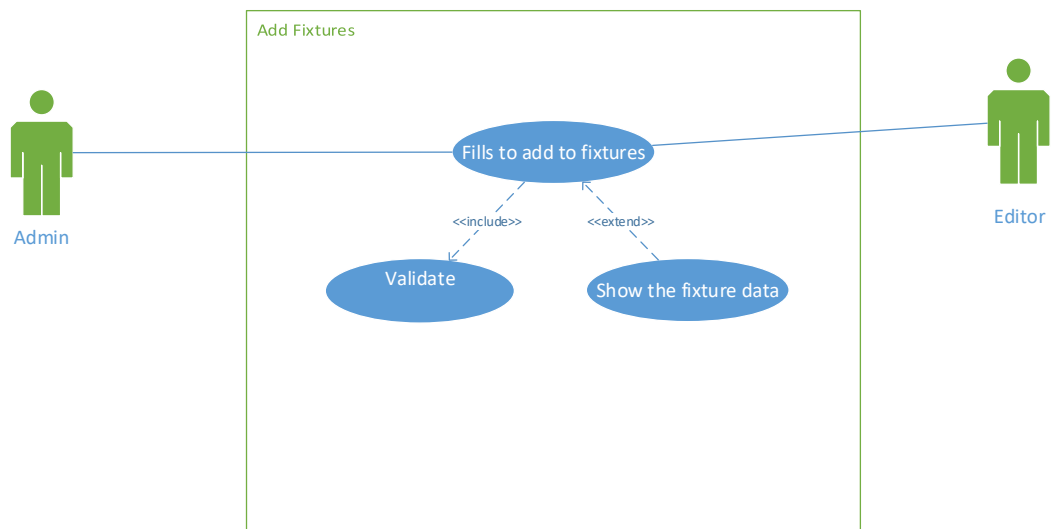 Add Fixtures
Fills to add to fixtures
<<include>>
<<extend>>
Admin
Editor
Validate
Show the fixture data